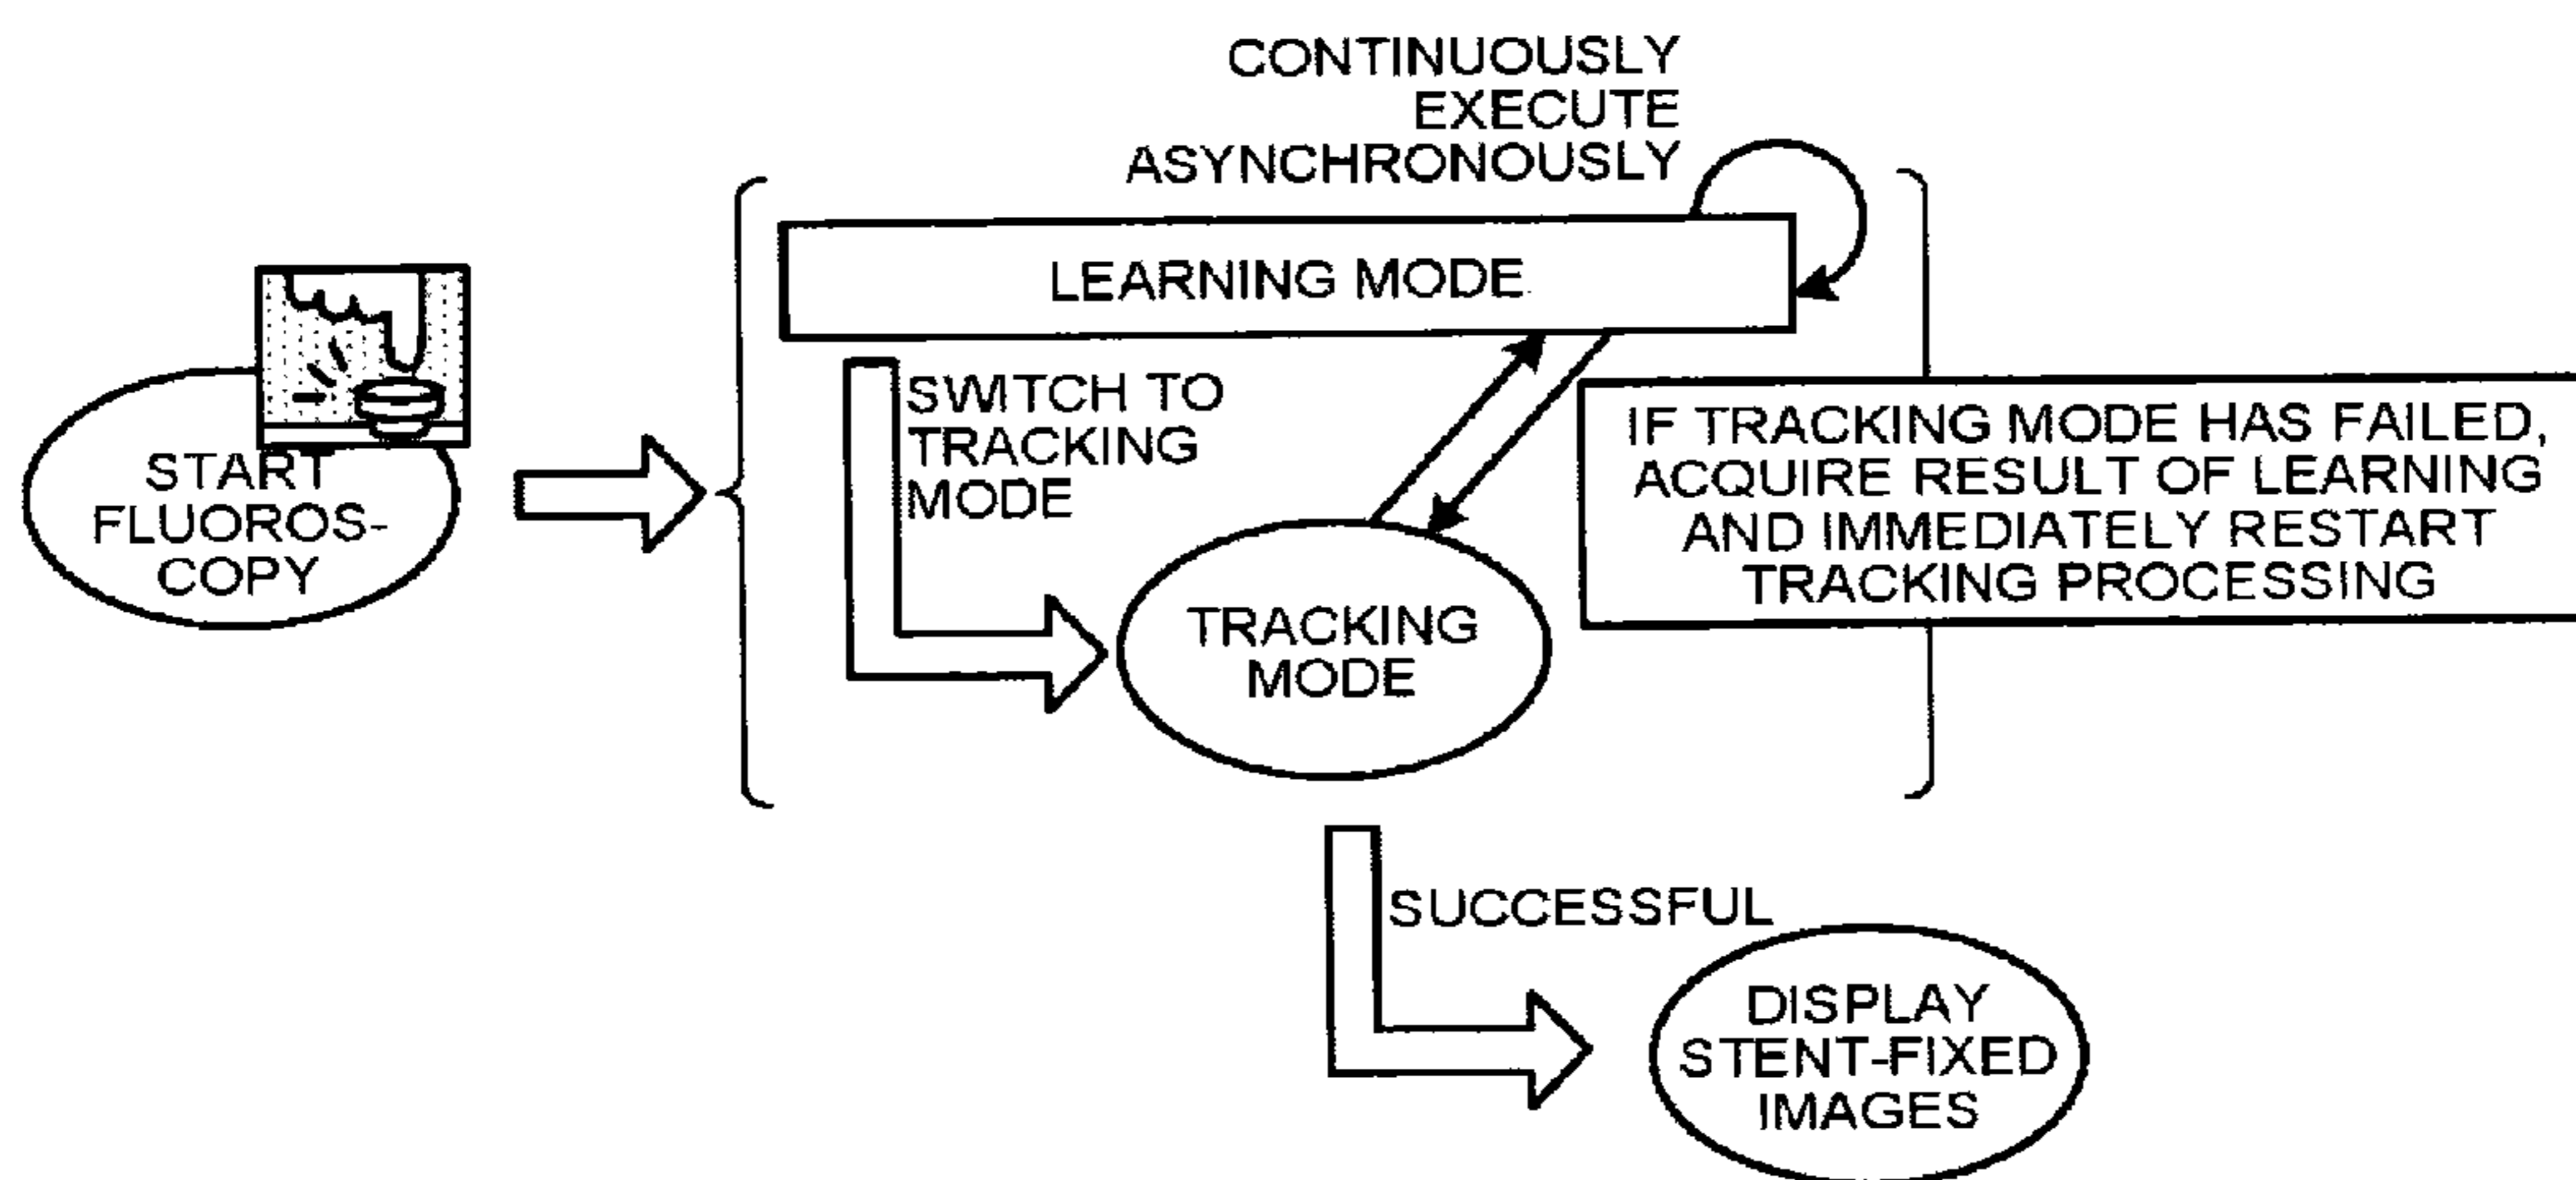 CONTINUOUSLY
EXECUTE
ASYNCHRONOUSLY
LEARNING MODE
START
FLUOROS-
COPY
SWITCH TO
TRACKING
MODE
IF TRACKING MODE HAS FAILED,
ACQUIRE RESULT OF LEARNING
AND IMMEDIATELY RESTART
TRACKING PROCESSING
TRACKING
MODE
SUCCESSFUL
DISPLAY
STENT-FIXED
IMAGES